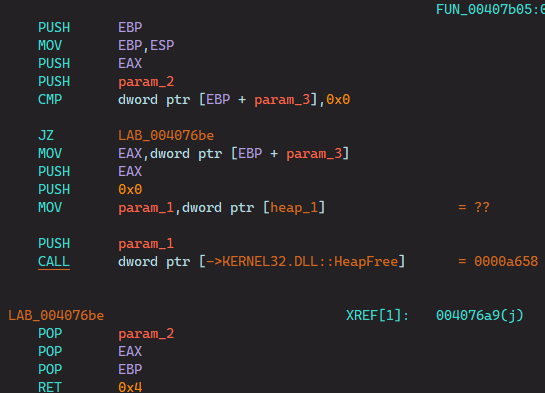 FUN_00407b05:0
PUSH EBP
MOV EBP,ESP
PUSH EAX
PUSH param_2
CMP dword ptr [EBP + param_3],0x0
JZ LAB_004076be
MOV EAX,dword ptr [EBP + param_3]
PUSH EAX
PUSH 0x0
MOV param_1,dword ptr [heap_1] = ??
PUSH param_1
CALL dword ptr [->KERNEL32.DLL::HeapFree] = 0000a658
LAB_004076be XREF[1]: 004076a9(j)
POP param_2
POP EAX
POP EBP
RET 0x4